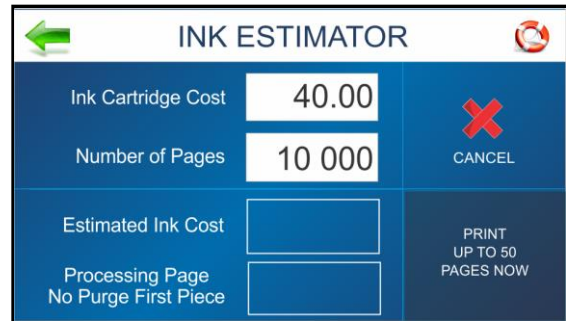 INK ESTIMATOR
Ink Cartridge Cost 40.00
Number of Pages 10 000
CANCEL
Estimated Ink Cost
Processing Page
No Purge First Piece
PRINT
UP TO 50
PAGES NOW